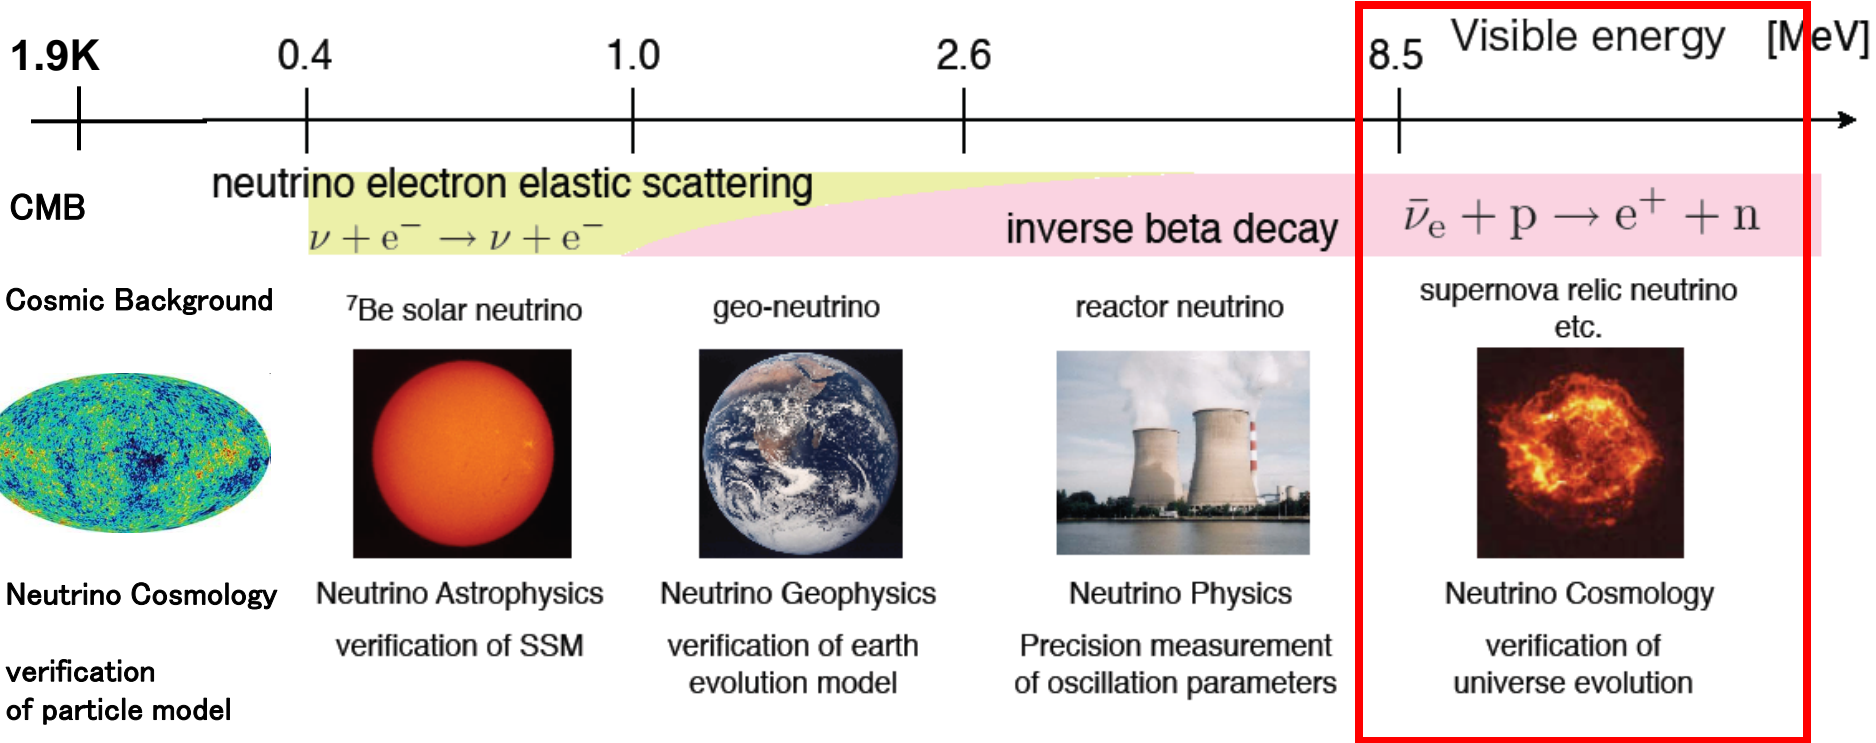 1.9K
0.4
1.0
2.6
8.5
Visible energy [MeV]
CMB
neutrino electron elastic scattering
ν + e⁻ → ν + e⁻
inverse beta decay
ν̄ₑ + p → e⁺ + n
Cosmic Background
⁷Be solar neutrino
geo-neutrino
reactor neutrino
supernova relic neutrino
etc.
Neutrino Cosmology
verification
of particle model
Neutrino Astrophysics
verification of SSM
Neutrino Geophysics
verification of earth
evolution model
Neutrino Physics
Precision measurement
of oscillation parameters
Neutrino Cosmology
verification of
universe evolution